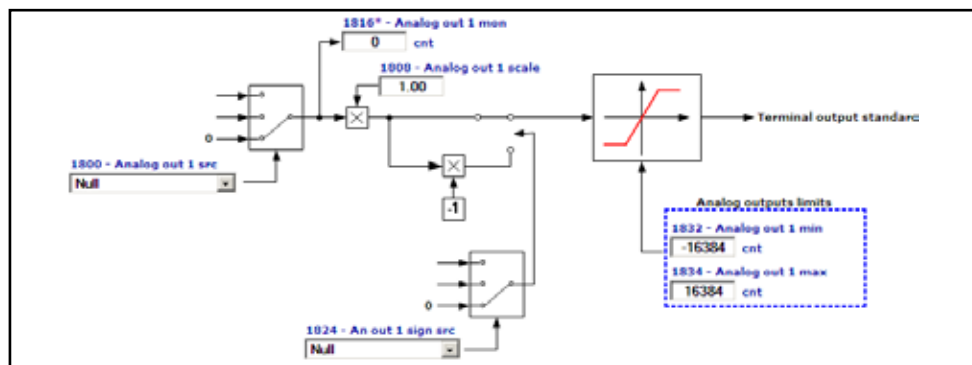 1816* - Analog out 1 mon
0 cnt
1808 - Analog out 1 scale
1.00
0
1800 - Analog out 1 src
Null
-1
Terminal output standard
Analog outputs limits
1832 - Analog out 1 min
-16384 cnt
1834 - Analog out 1 max
16384 cnt
0
1824 - An out 1 sign src
Null